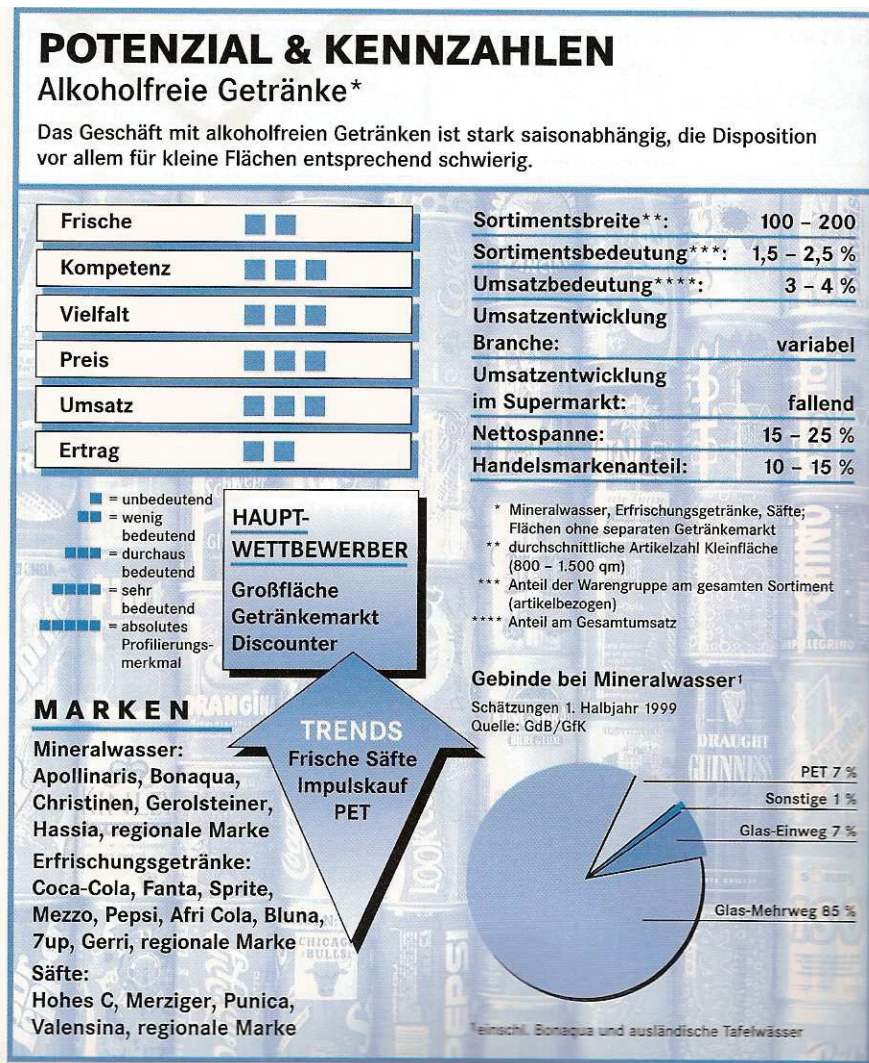 POTENZIAL & KENNZAHLEN
Alkoholfreie Getränke*
Das Geschäft mit alkoholfreien Getränken ist stark saisonabhängig, die Disposition
vor allem für kleine Flächen entsprechend schwierig.
Frische
Kompetenz
Vielfalt
Preis
Umsatz
Ertrag
= unbedeutend
= wenig
bedeutend
= durchaus
bedeutend
= sehr
bedeutend
= absolutes
Profilierungs-
merkmal
HAUPT-
WETTBEWERBER
Großfläche
Getränkemarkt
Discounter
TRENDS
Frische Säfte
Impulskauf
PET
MARKEN
Mineralwasser:
Apollinaris, Bonaqua,
Christinen, Gerolsteiner,
Hassia, regionale Marke
Erfrischungsgetränke:
Coca-Cola, Fanta, Sprite,
Mezzo, Pepsi, Afri Cola, Bluna,
7up, Gerri, regionale Marke
Säfte:
Hohes C, Merziger, Punica,
Valensina, regionale Marke
Sortimentsbreite**: 100 – 200
Sortimentsbedeutung***: 1,5 – 2,5 %
Umsatzbedeutung****: 3 – 4 %
Umsatzentwicklung
Branche: variabel
Umsatzentwicklung
im Supermarkt: fallend
Nettospanne: 15 – 25 %
Handelsmarkenanteil: 10 – 15 %
* Mineralwasser, Erfrischungsgetränke, Säfte;
Flächen ohne separaten Getränkemarkt
** durchschnittliche Artikelzahl Kleinfläche
(800 – 1.500 qm)
*** Anteil der Warengruppe am gesamten Sortiment
(artikelbezogen)
**** Anteil am Gesamtumsatz
Gebinde bei Mineralwasser¹
Schätzungen 1. Halbjahr 1999
Quelle: GdB/GfK
PET 7 %
Sonstige 1 %
Glas-Einweg 7 %
Glas-Mehrweg 85 %
¹einschl. Bonaqua und ausländische Tafelwässer
DRAUGHT
GUINNESS
CHICAGO
BULLS
PEPSI